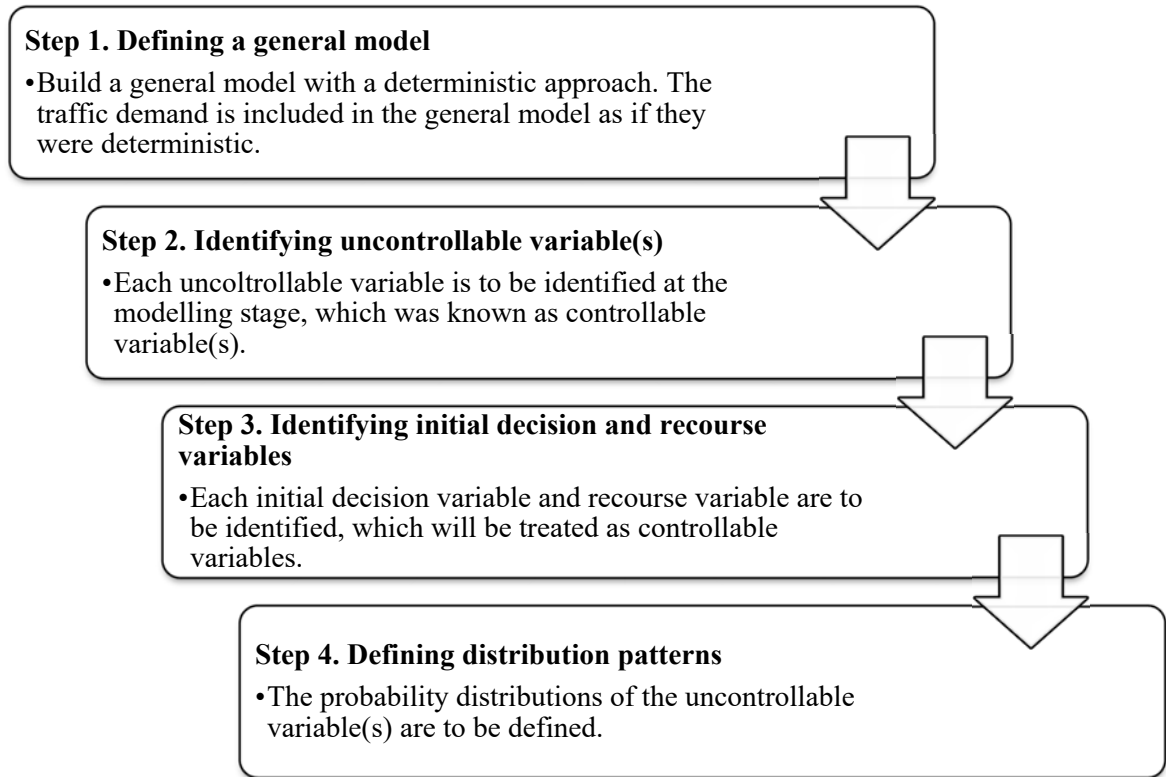 Step 1. Defining a general model
•Build a general model with a deterministic approach. The
traffic demand is included in the general model as if they
were deterministic.
Step 2. Identifying uncontrollable variable(s)
•Each uncoltrollable variable is to be identified at the
modelling stage, which was known as controllable
variable(s).
Step 3. Identifying initial decision and recourse
variables
•Each initial decision variable and recourse variable are to
be identified, which will be treated as controllable
variables.
Step 4. Defining distribution patterns
•The probability distributions of the uncontrollable
variable(s) are to be defined.